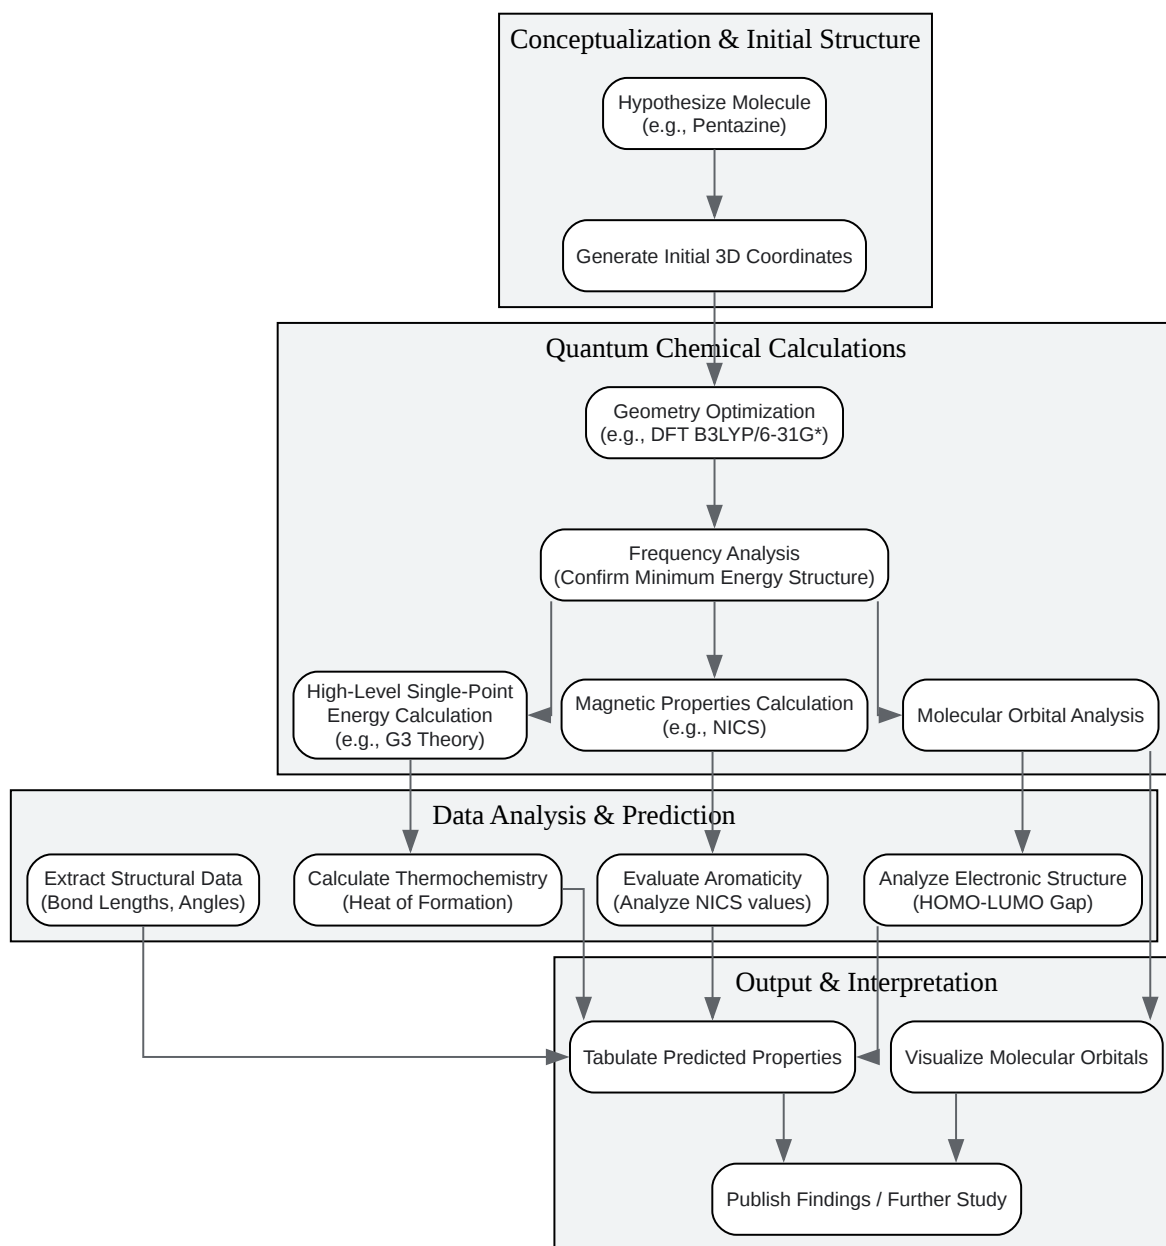 Conceptualization & Initial Structure
Hypothesize Molecule
(e.g., Pentazine)
Generate Initial 3D Coordinates
Quantum Chemical Calculations
Geometry Optimization
(e.g., DFT B3LYP/6-31G*)
Frequency Analysis
(Confirm Minimum Energy Structure)
High-Level Single-Point
Energy Calculation
(e.g., G3 Theory)
Magnetic Properties Calculation
(e.g., NICS)
Molecular Orbital Analysis
Data Analysis & Prediction
Extract Structural Data
(Bond Lengths, Angles)
Calculate Thermochemistry
(Heat of Formation)
Evaluate Aromaticity
(Analyze NICS values)
Analyze Electronic Structure
(HOMO-LUMO Gap)
Output & Interpretation
Tabulate Predicted Properties
Visualize Molecular Orbitals
Publish Findings / Further Study